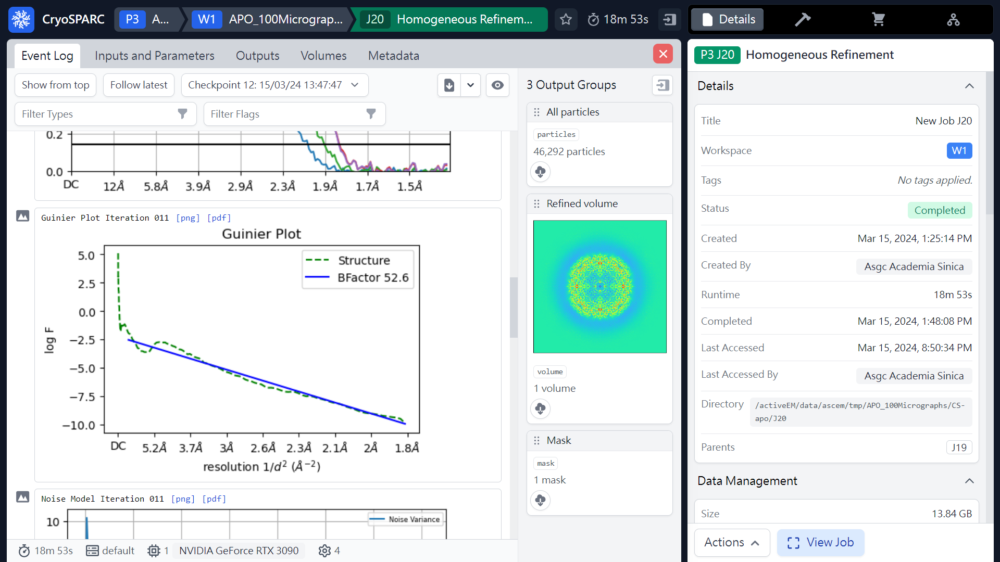 CryoSPARC
P3 A...
W1 APO_100Micrograp...
J20 Homogeneous Refinem...
18m 53s
Details
Event Log
Inputs and Parameters
Outputs
Volumes
Metadata
Show from top
Follow latest
Checkpoint 12: 15/03/24 13:47:47
Filter Types
Filter Flags
0.2
0.0
DC 12Å 5.8Å 3.9Å 2.9Å 2.3Å 1.9Å 1.7Å 1.5Å
Guinier Plot Iteration 011 [png] [pdf]
Guinier Plot
Structure
BFactor 52.6
5.0
2.5
0.0
−2.5
−5.0
−7.5
−10.0
log F
DC 5.2Å 3.7Å 3Å 2.6Å 2.3Å 2.1Å 2Å 1.8Å
resolution 1/d² (Å⁻²)
Noise Model Iteration 011 [png] [pdf]
10
Noise Variance
18m 53s default 1 NVIDIA GeForce RTX 3090 4
3 Output Groups
All particles
particles
46,292 particles
Refined volume
volume
1 volume
Mask
mask
1 mask
P3 J20 Homogeneous Refinement
Details
Title New Job J20
Workspace W1
Tags No tags applied.
Status Completed
Created Mar 15, 2024, 1:25:14 PM
Created By Asgc Academia Sinica
Runtime 18m 53s
Completed Mar 15, 2024, 1:48:08 PM
Last Accessed Mar 15, 2024, 8:50:34 PM
Last Accessed By Asgc Academia Sinica
Directory /activeEM/data/ascem/tmp/APO_100Micrographs/CS-
apo/J20
Parents J19
Data Management
Size 13.84 GB
Actions
View Job